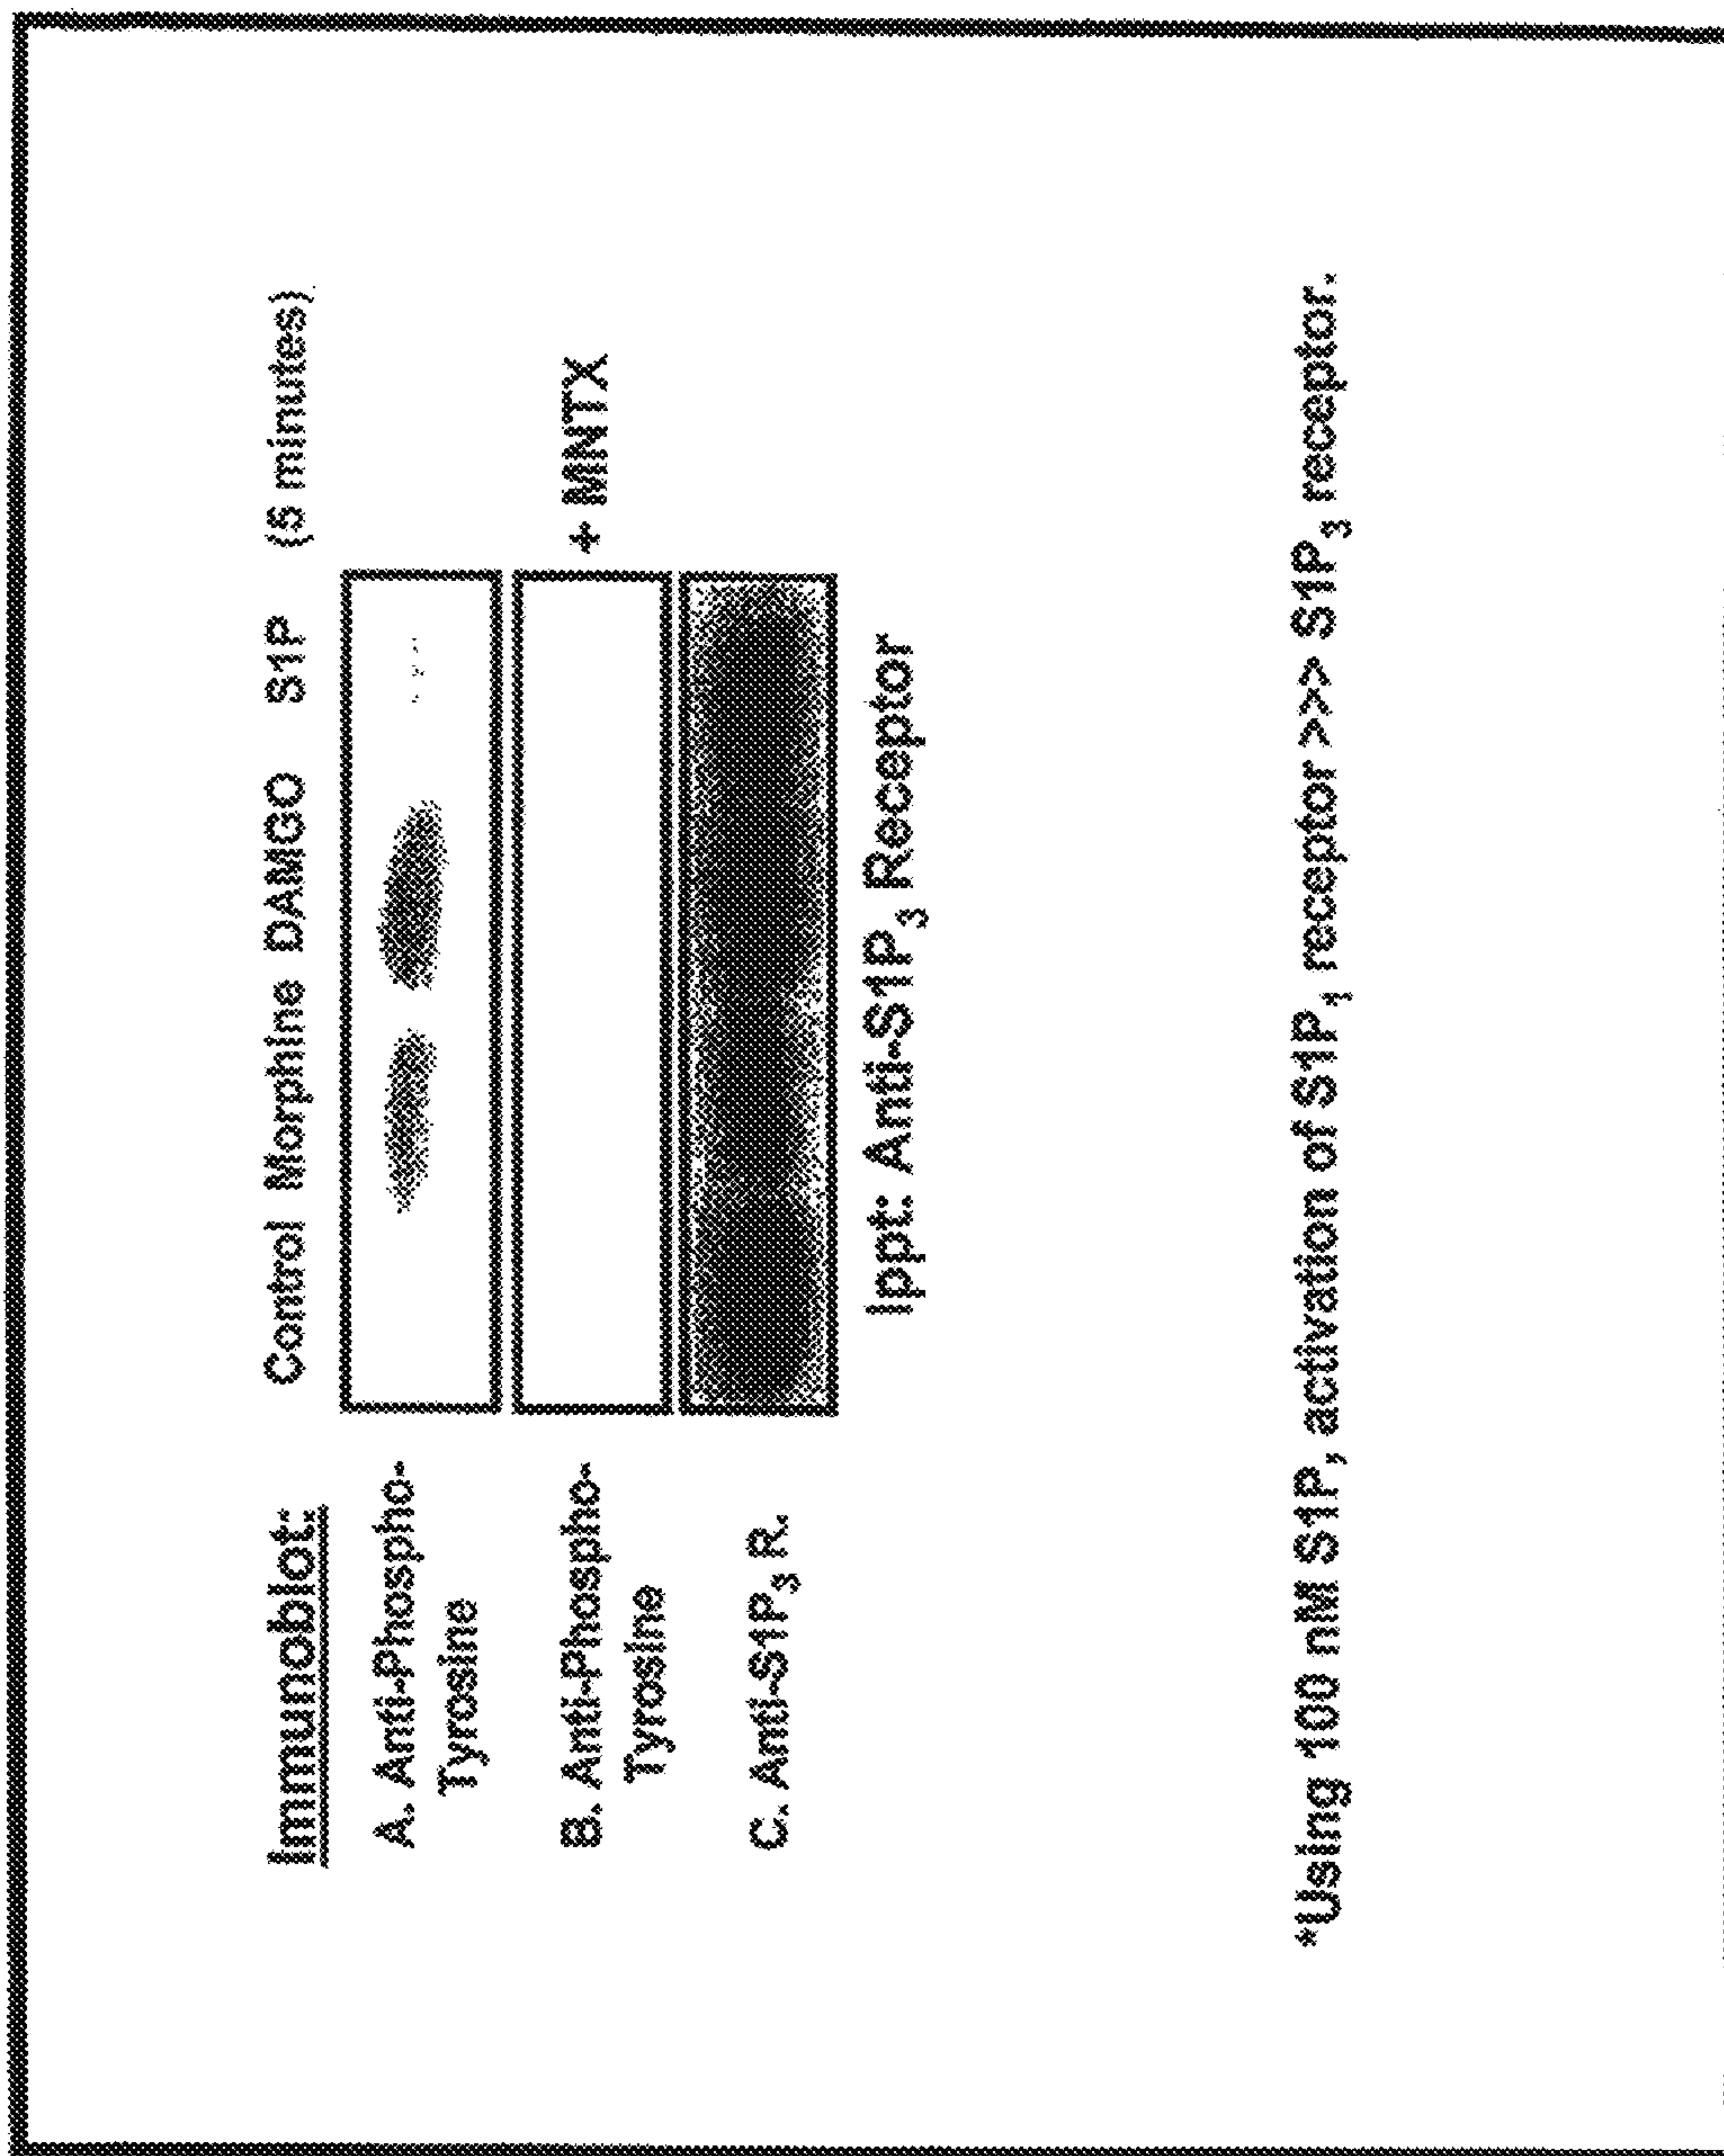 Immunoblot: Control Morphine DAMGO S1P (5 minutes)
A. Anti-Phospho-
Tyrosine
B. Anti-Phospho-
Tyrosine
+ MNTX
C. Anti-S1P₃ R.
Ippt: Anti-S1P₃ Receptor
*Using 100 nM S1P, activation of S1P₁ receptor >>> S1P₃ receptor.